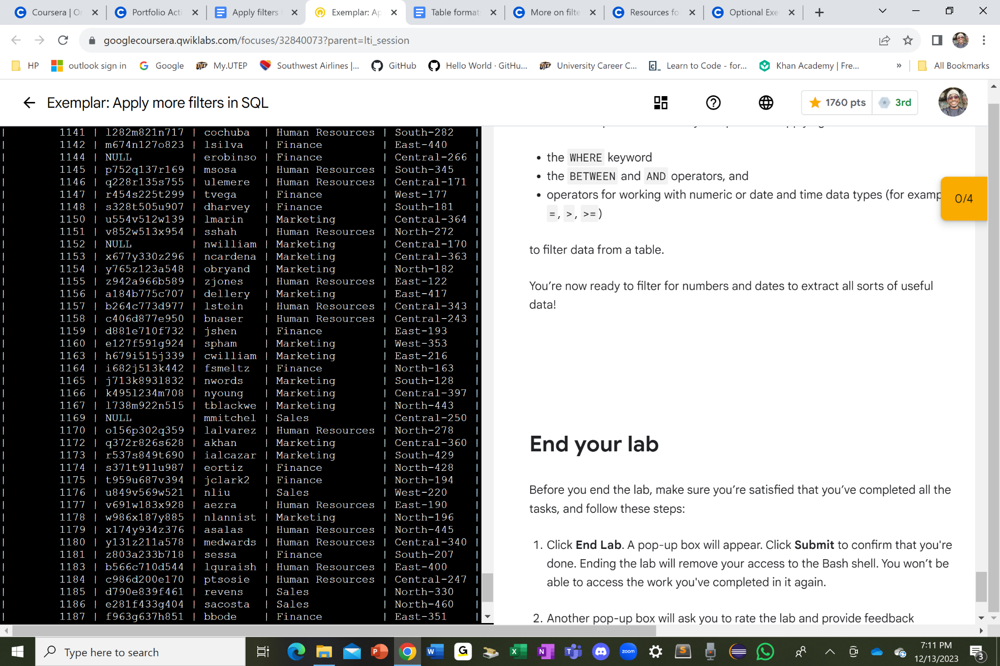 Coursera | Or
Portfolio Acti
Apply filters t
Exemplar: Ap
Table formats
More on filte
Resources fo
Optional Exe
googlecoursera.qwiklabs.com/focuses/32840073?parent=lti_session
HP
outlook sign in
Google
My.UTEP
Southwest Airlines |...
GitHub
Hello World · GitHu...
University Career C...
Learn to Code - for...
Khan Academy | Fre...
»
All Bookmarks
Exemplar: Apply more filters in SQL
1760 pts
3rd
| 1141 | l282m821n717 | cochuba | Human Resources | South-282 |
| 1142 | m674n127o823 | lsilva | Finance | East-440 |
| 1144 | NULL | erobinso | Finance | Central-266 |
| 1145 | p752q137r169 | msosa | Human Resources | South-345 |
| 1146 | q228r135s755 | ulemere | Human Resources | Central-171 |
| 1147 | r454s225t299 | tvega | Finance | West-177 |
| 1148 | s328t505u907 | dharvey | Finance | South-181 |
| 1150 | u554v512w139 | lmarin | Marketing | Central-364 |
| 1151 | v852w513x954 | sshah | Human Resources | North-272 |
| 1152 | NULL | nwilliam | Marketing | Central-170 |
| 1153 | x677y330z296 | ncardena | Marketing | Central-363 |
| 1154 | y765z123a548 | obryand | Marketing | North-182 |
| 1155 | z942a966b589 | zjones | Human Resources | East-122 |
| 1156 | a184b775c707 | dellery | Marketing | East-417 |
| 1157 | b264c773d977 | lstein | Human Resources | Central-343 |
| 1158 | c406d877e950 | bnaser | Human Resources | Central-243 |
| 1159 | d881e710f732 | jshen | Finance | East-193 |
| 1160 | e127f591g924 | spham | Marketing | West-353 |
| 1163 | h679i515j339 | cwilliam | Marketing | East-216 |
| 1164 | i682j513k442 | fsmeltz | Finance | North-163 |
| 1165 | j713k893l832 | nwords | Marketing | South-128 |
| 1166 | k495l234m708 | nyoung | Marketing | Central-397 |
| 1167 | l738m922n515 | tblackwe | Marketing | North-443 |
| 1169 | NULL | mmitchel | Sales | Central-250 |
| 1170 | o156p302q359 | lalvarez | Human Resources | North-278 |
| 1172 | q372r826s628 | akhan | Marketing | Central-360 |
| 1173 | r537s849t690 | ialcazar | Marketing | South-429 |
| 1174 | s371t911u987 | eortiz | Finance | North-428 |
| 1175 | t959u687v394 | jclark2 | Finance | North-194 |
| 1176 | u849v569w521 | nliu | Sales | West-220 |
| 1177 | v691w183x928 | aezra | Human Resources | East-190 |
| 1178 | w986x187y885 | nlannist | Marketing | North-196 |
| 1179 | x174y934z376 | asalas | Human Resources | North-445 |
| 1180 | y131z211a578 | medwards | Human Resources | Central-340 |
| 1181 | z803a233b718 | sessa | Finance | South-207 |
| 1183 | b566c710d544 | lquraish | Human Resources | East-400 |
| 1184 | c986d200e170 | ptsosie | Human Resources | Central-247 |
| 1185 | d790e839f461 | revens | Sales | North-330 |
| 1186 | e281f433g404 | sacosta | Sales | North-460 |
| 1187 | f963g637h851 | bbode | Finance | East-351 |
• the WHERE keyword
• the BETWEEN and AND operators, and
• operators for working with numeric or date and time data types (for examp
=, >, >=)
0/4
to filter data from a table.
You’re now ready to filter for numbers and dates to extract all sorts of useful
data!
End your lab
Before you end the lab, make sure you’re satisfied that you’ve completed all the
tasks, and follow these steps:
1. Click End Lab. A pop-up box will appear. Click Submit to confirm that you're
done. Ending the lab will remove your access to the Bash shell. You won’t be
able to access the work you've completed in it again.
2. Another pop-up box will ask you to rate the lab and provide feedback
Type here to search
zoom
7:11 PM
12/13/2023
3